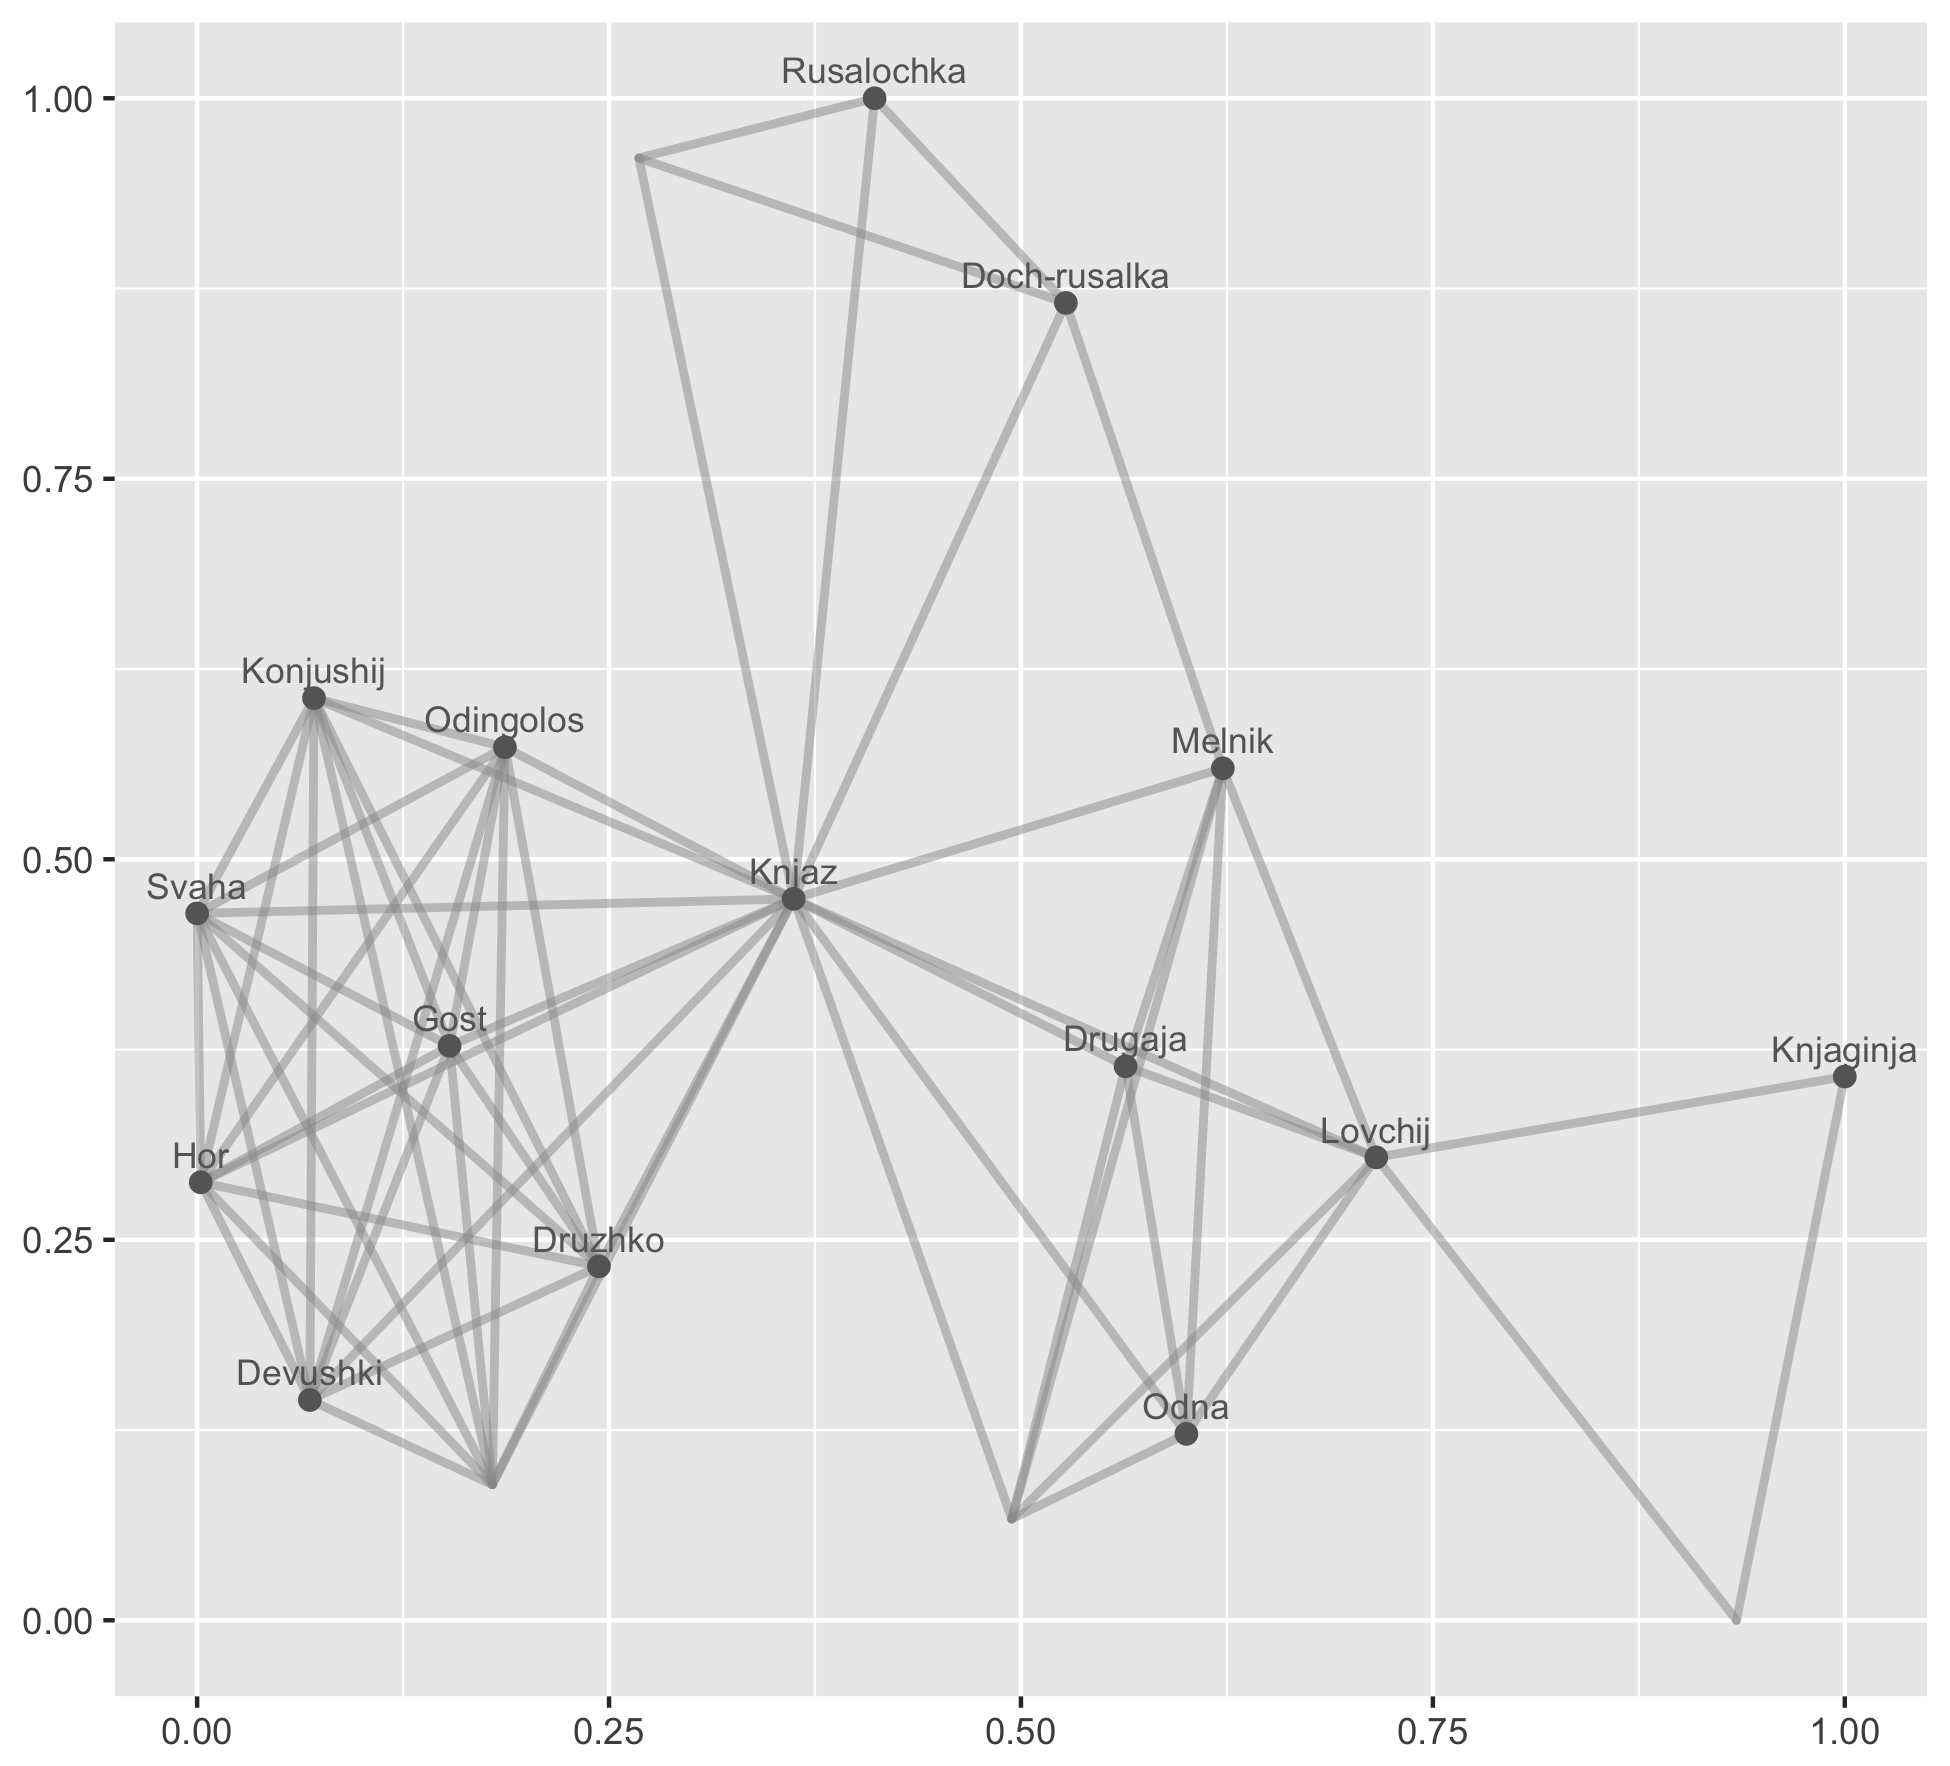 Rusalochka
1.00
Doch-rusalka
0.75
Konjushij
Odingolos
Melnik
0.50
Knjaz
Svaha
Gost
Drugaja
Knjaginja
Lovchij
Hor
0.25
Druzhko
Devushki
Odna
0.00
0.00 0.25 0.50 0.75 1.00